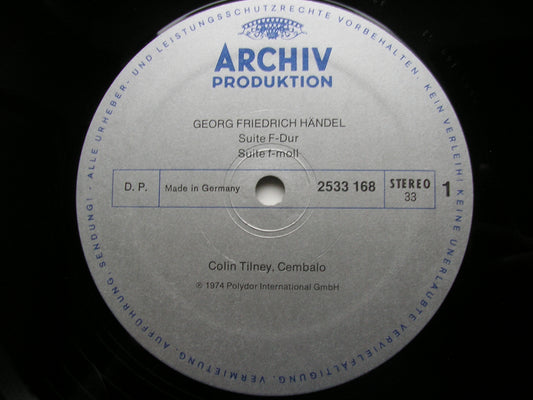 ALLE URHEBER- UND LEISTUNGSSCHUTZRECHTE VORBEHALTEN. KEIN VERLEIH! KEINE UNERLAUBTE VERVIELFÄLTIGUNG, VERMIETUNG, AUFFÜHRUNG, SENDUNG! -
ARCHIV
PRODUKTION
GEORG FRIEDRICH HÄNDEL
Suite F-Dur
Suite f-moll
D. P. Made in Germany 2533 168 STEREO 33 1
Colin Tilney, Cembalo
℗ 1974 Polydor International GmbH